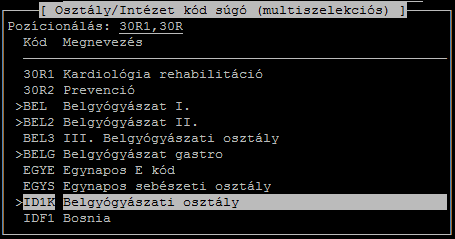 [ Osztály/Intézet kód súgó (multiszelekciós) ]
Pozícionálás: 30R1,30R
Kód Megnevezés
30R1 Kardiológia rehabilitáció
30R2 Prevenció
>BEL Belgyógyászat I.
>BEL2 Belgyógyászat II.
BEL3 III. Belgyógyászati osztály
>BELG Belgyógyászat gastro
EGYE Egynapos E kód
EGYS Egynapos sebészeti osztály
>ID1K Belgyógyászati osztály
IDF1 Bosnia